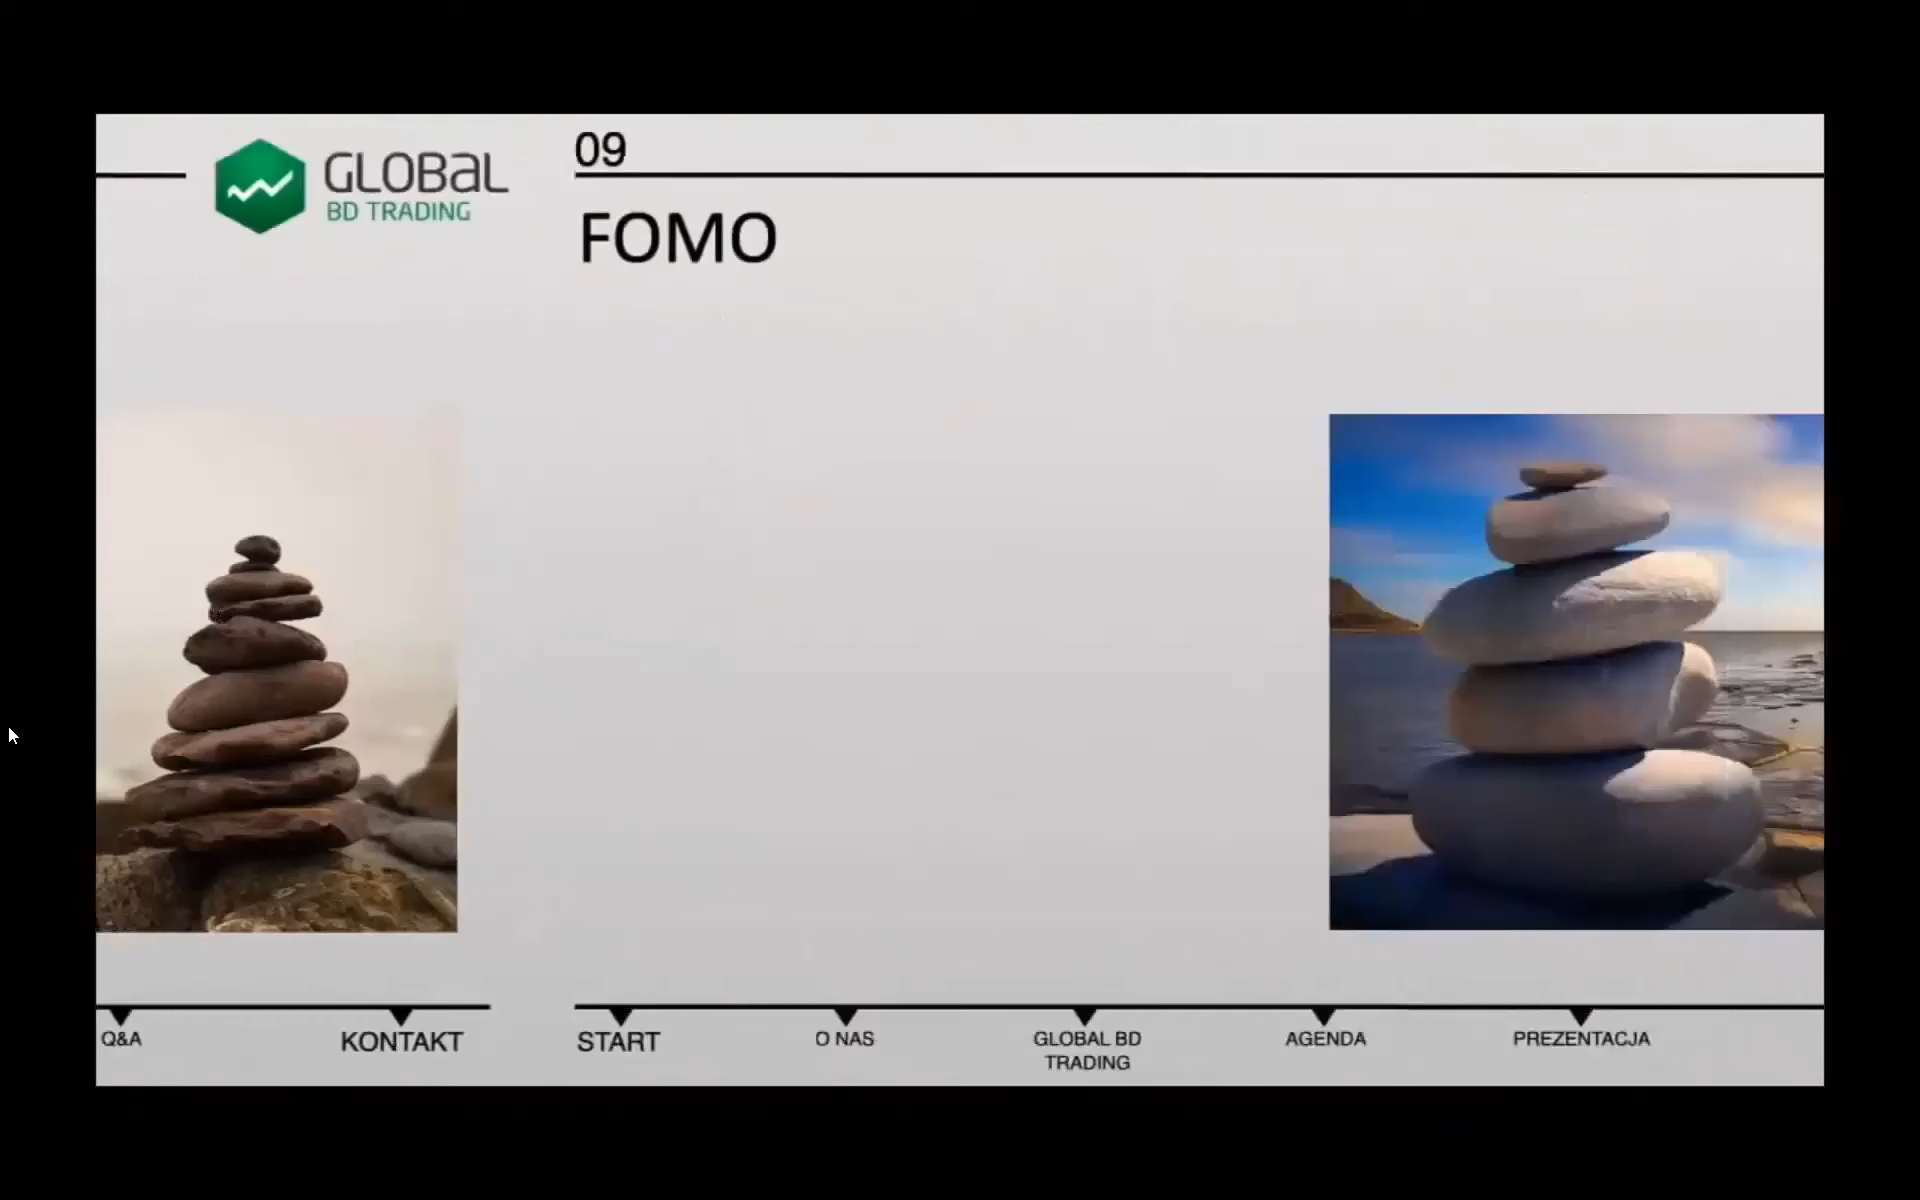 GLOBaL
BD TRADING
09
FOMO
Q&A
KONTAKT
START
O NAS
GLOBAL BD
TRADING
AGENDA
PREZENTACJA